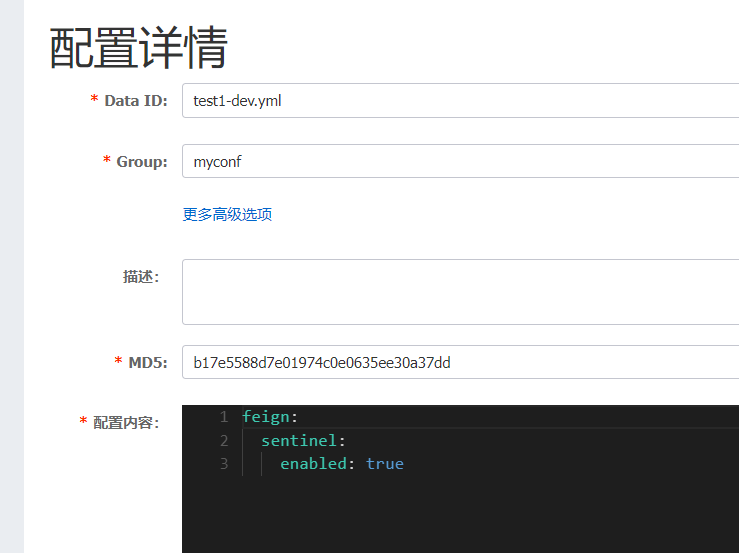 配置详情
* Data ID: test1-dev.yml
* Group: myconf
更多高级选项
描述:
* MD5: b17e5588d7e01974c0e0635ee30a37dd
* 配置内容:
1 feign:
2   sentinel:
3     enabled: true